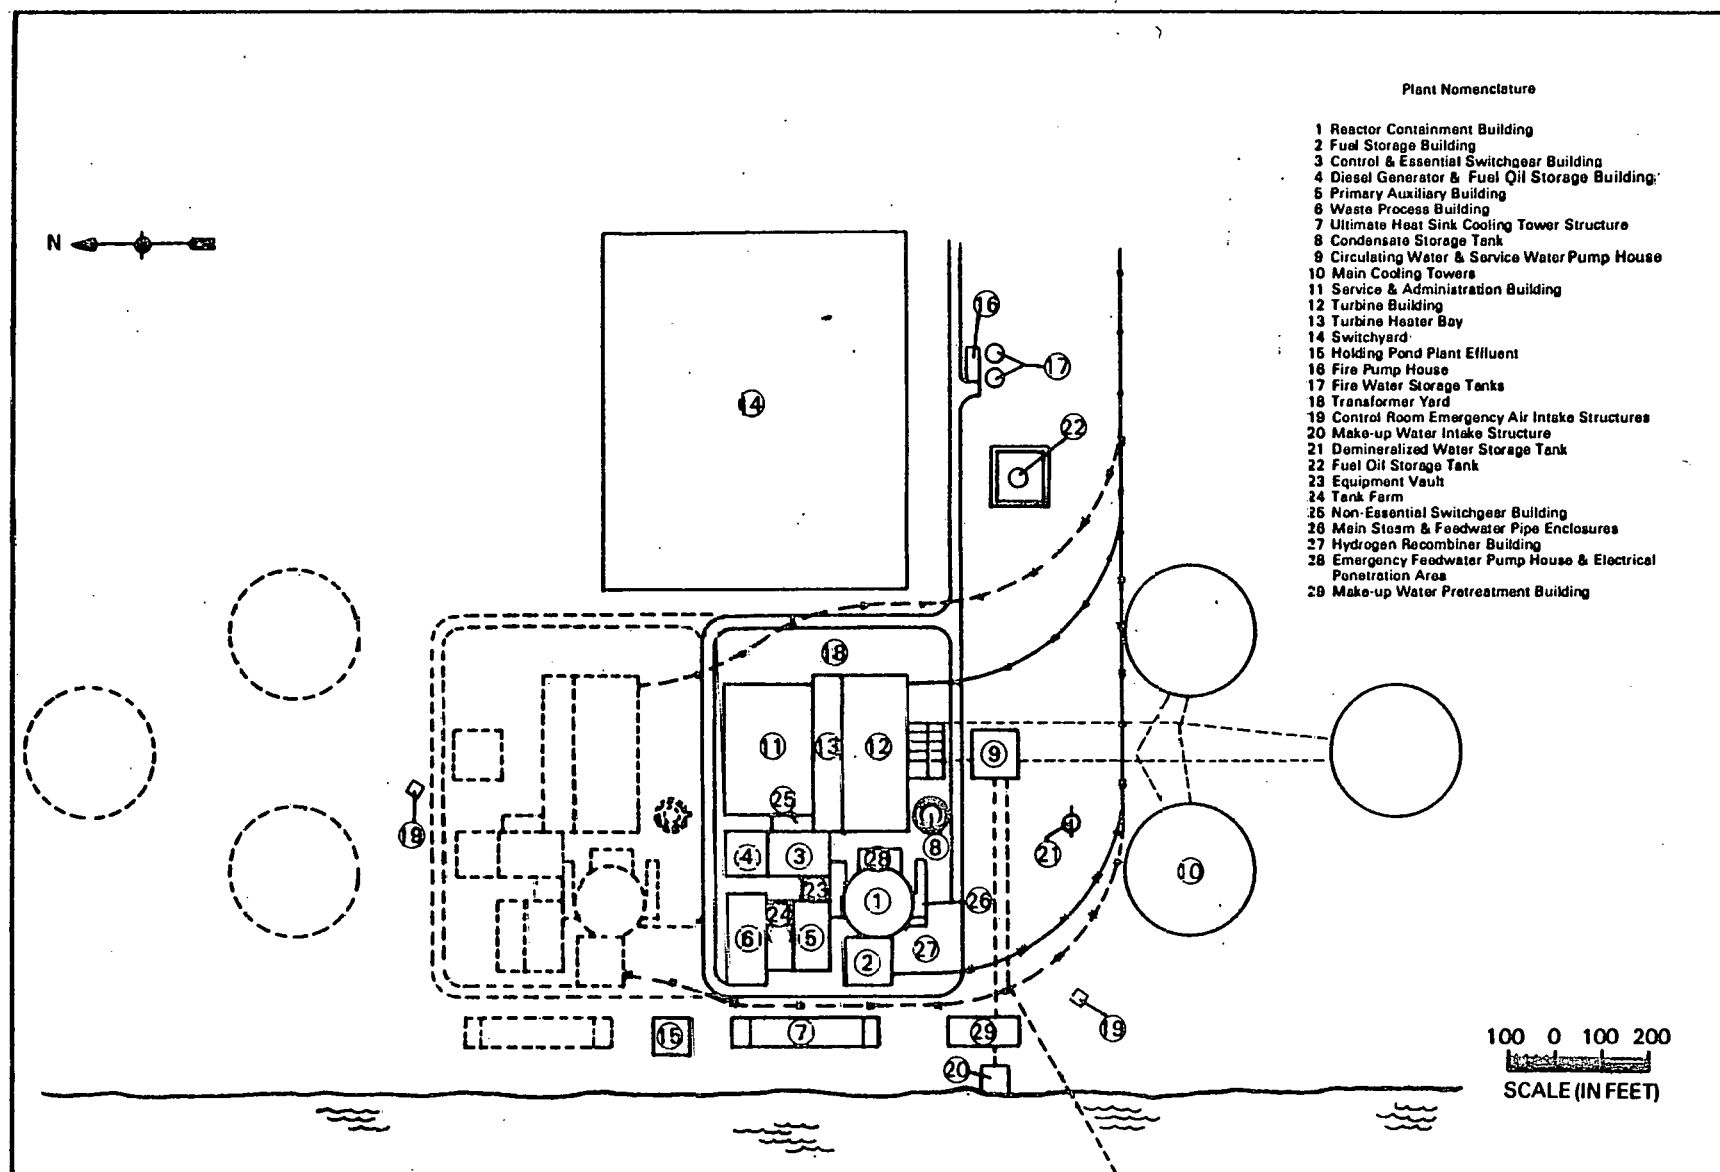 Plant Nomenclature
1 Reactor Containment Building
2 Fuel Storage Building
3 Control & Essential Switchgear Building
4 Diesel Generator & Fuel Oil Storage Building
5 Primary Auxiliary Building
6 Waste Process Building
7 Ultimate Heat Sink Cooling Tower Structure
8 Condensate Storage Tank
9 Circulating Water & Service Water Pump House
10 Main Cooling Towers
11 Service & Administration Building
12 Turbine Building
13 Turbine Heater Bay
14 Switchyard
15 Holding Pond Plant Effluent
16 Fire Pump House
17 Fire Water Storage Tanks
18 Transformer Yard
19 Control Room Emergency Air Intake Structures
20 Make-up Water Intake Structure
21 Demineralized Water Storage Tank
22 Fuel Oil Storage Tank
23 Equipment Vault
24 Tank Farm
25 Non-Essential Switchgear Building
26 Main Steam & Feedwater Pipe Enclosures
27 Hydrogen Recombiner Building
28 Emergency Feedwater Pump House & Electrical
Penetration Area
29 Make-up Water Pretreatment Building
N
16
17
14
22
18
11
13
12
9
25
19
8
21
4
3
28
23
1
10
26
24
6
5
27
2
15
7
29
19
20
100 0 100 200
SCALE (IN FEET)